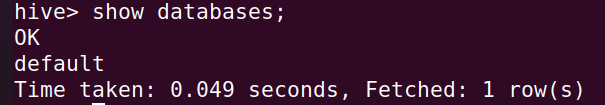 hive> show databases;
OK
default
Time taken: 0.049 seconds, Fetched: 1 row(s)